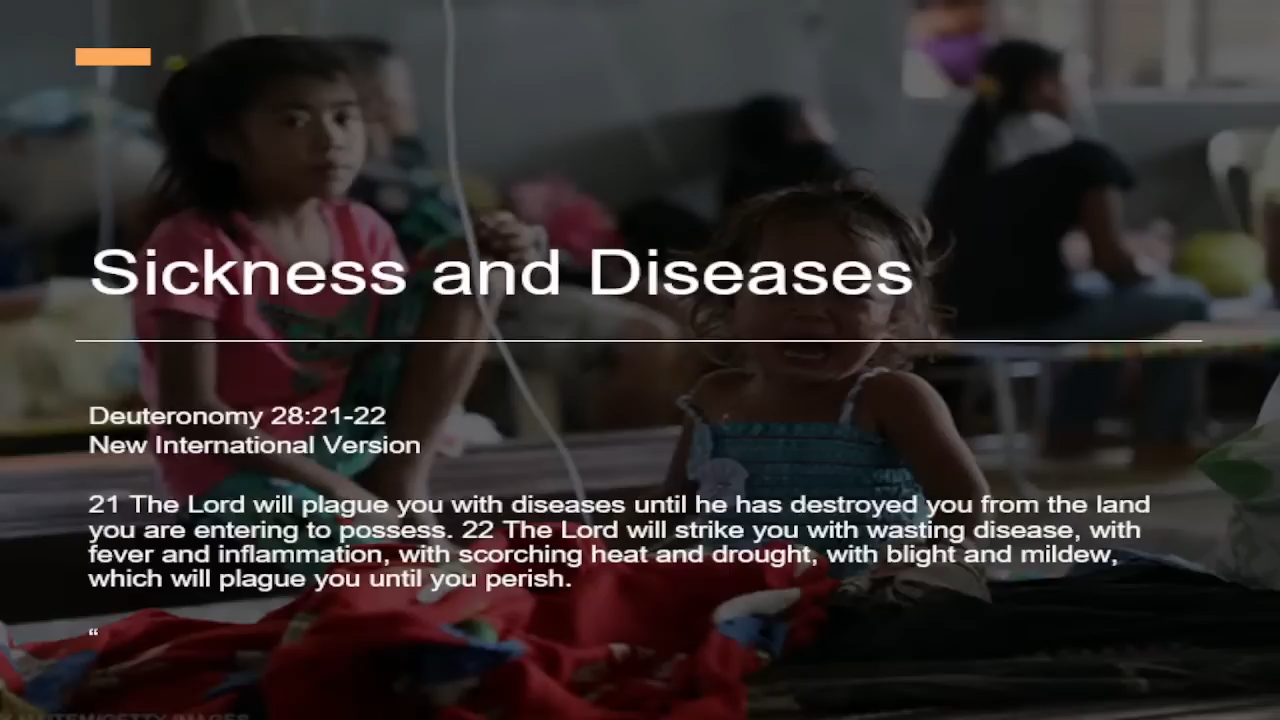 Sickness and Diseases
Deuteronomy 28:21-22
New International Version
21 The Lord will plague you with diseases until he has destroyed you from the land
you are entering to possess. 22 The Lord will strike you with wasting disease, with
fever and inflammation, with scorching heat and drought, with blight and mildew,
which will plague you until you perish.
“